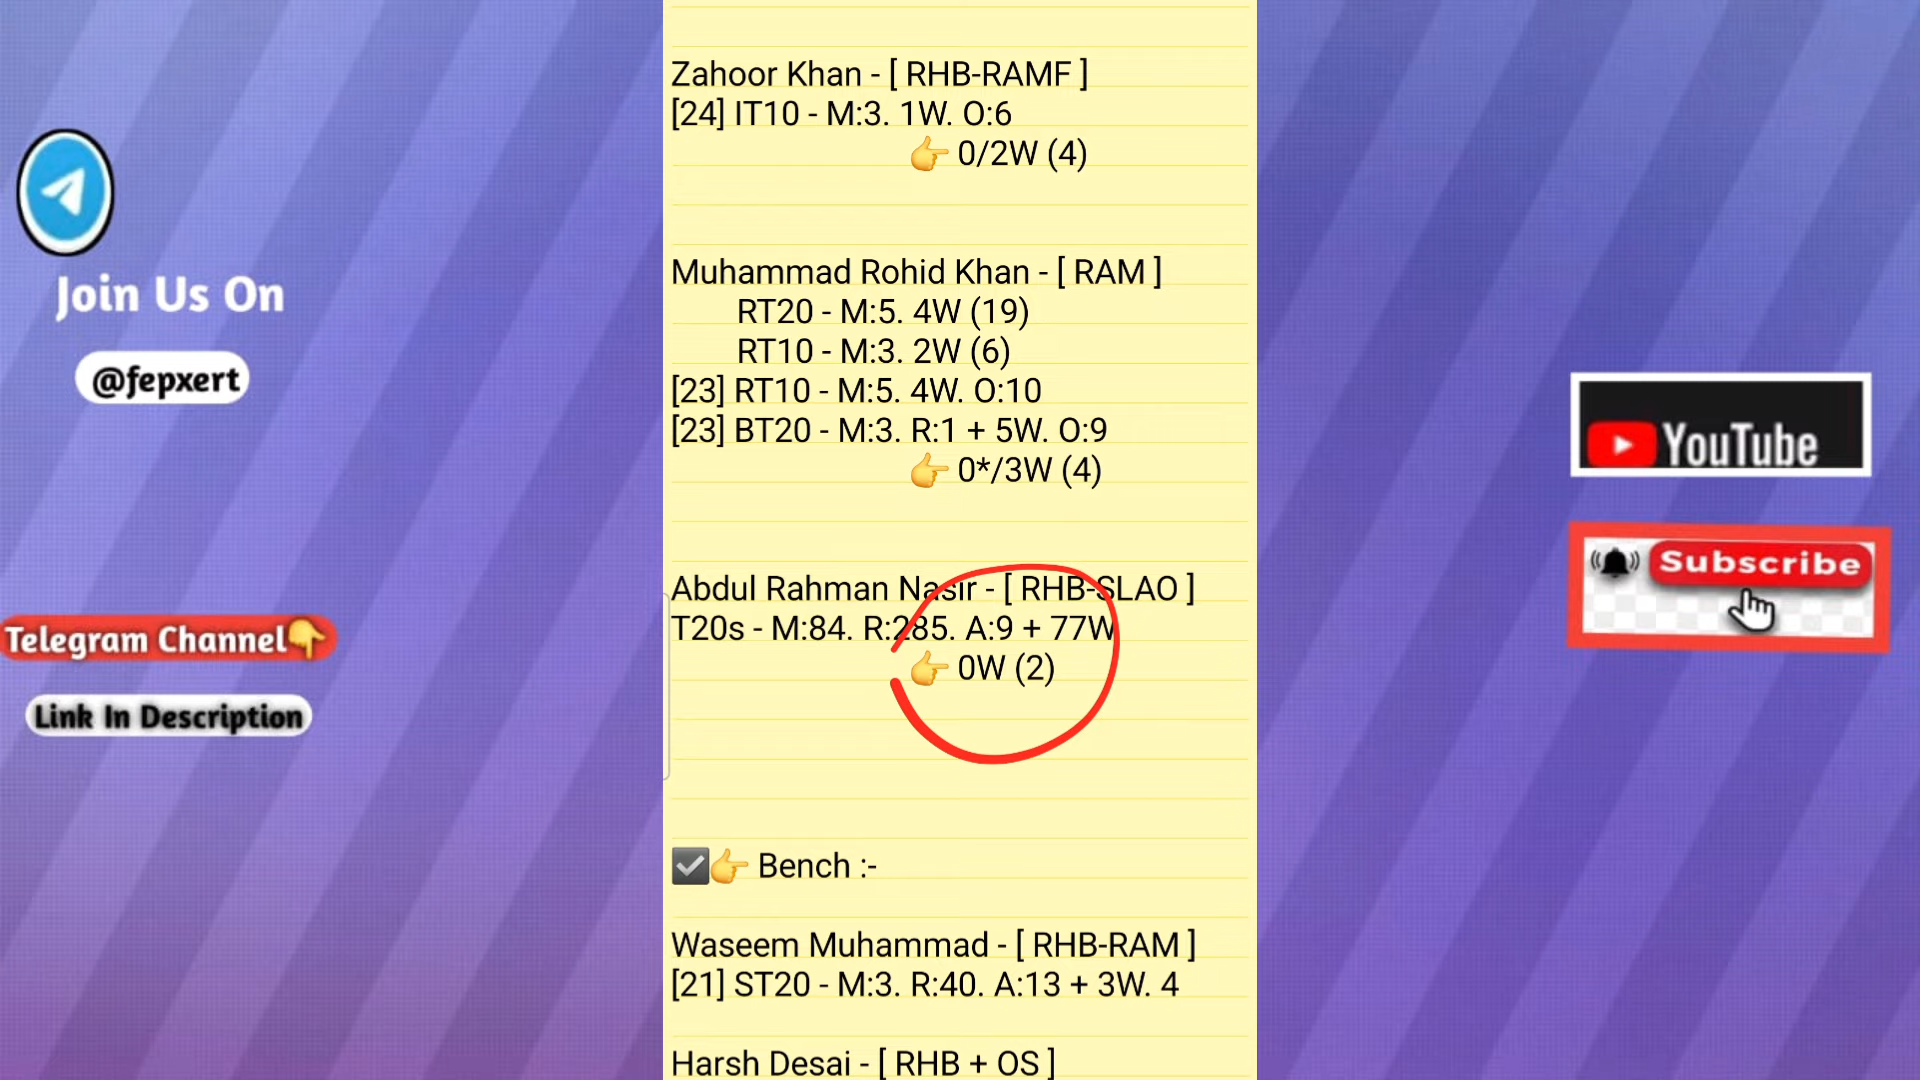 Join Us On
@fepxert
Telegram Channel👇
Link In Description
Zahoor Khan - [ RHB-RAMF ]
[24] IT10 - M:3. 1W. O:6
👉 0/2W (4)
Muhammad Rohid Khan - [ RAM ]
RT20 - M:5. 4W (19)
RT10 - M:3. 2W (6)
[23] RT10 - M:5. 4W. O:10
[23] BT20 - M:3. R:1 + 5W. O:9
👉 0*/3W (4)
Abdul Rahman Nasir - [ RHB-SLAO ]
T20s - M:84. R:285. A:9 + 77W
👉 0W (2)
☑👉 Bench :-
Waseem Muhammad - [ RHB-RAM ]
[21] ST20 - M:3. R:40. A:13 + 3W. 4
Harsh Desai - [ RHB + OS ]
YouTube
Subscribe